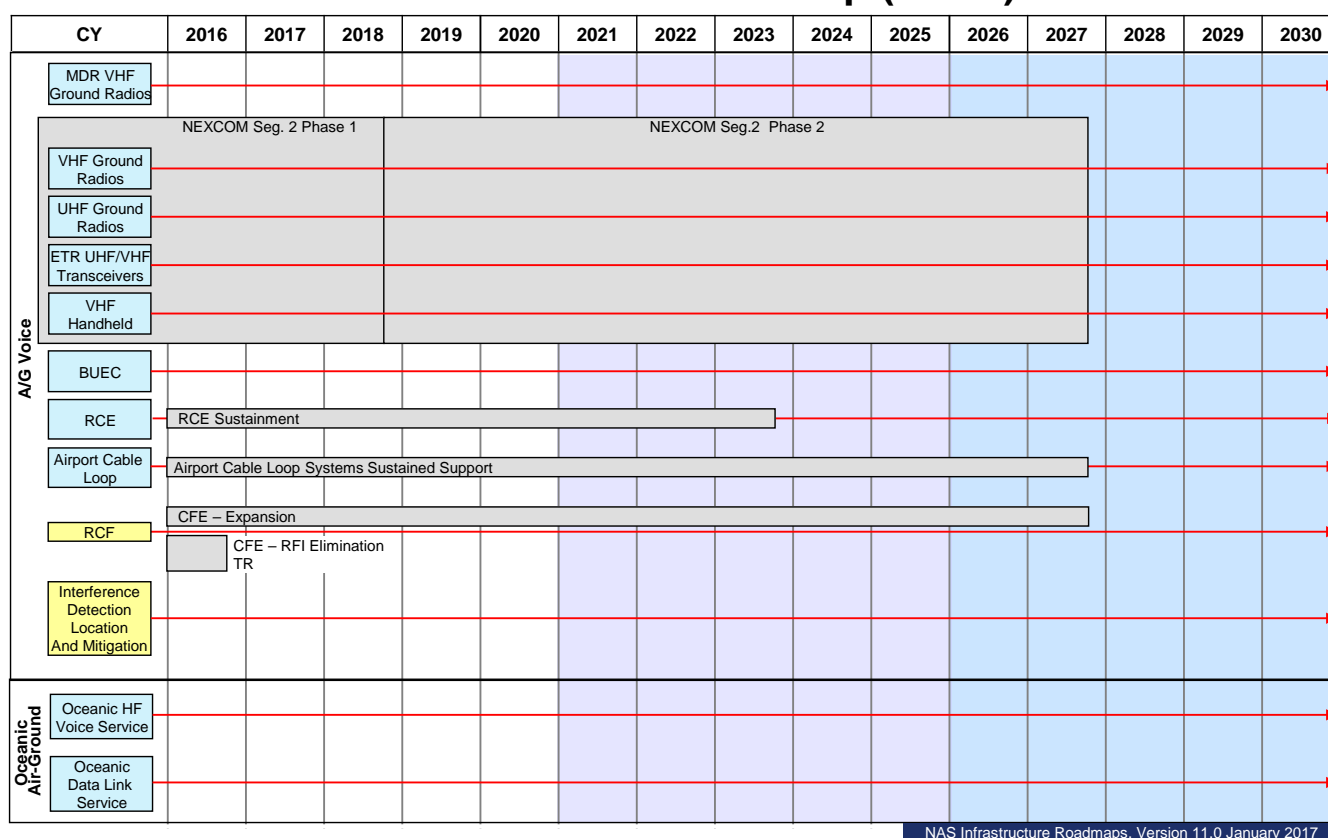 CY 2016 2017 2018 2019 2020 2021 2022 2023 2024 2025 2026 2027 2028 2029 2030
A/G Voice
MDR VHF
Ground Radios
NEXCOM Seg. 2 Phase 1
NEXCOM Seg.2 Phase 2
VHF Ground
Radios
UHF Ground
Radios
ETR UHF/VHF
Transceivers
VHF
Handheld
BUEC
RCE
RCE Sustainment
Airport Cable
Loop
Airport Cable Loop Systems Sustained Support
RCF
CFE – Expansion
CFE – RFI Elimination
TR
Interference
Detection
Location
And Mitigation
Oceanic
Air-Ground
Oceanic HF
Voice Service
Oceanic
Data Link
Service
NAS Infrastructure Roadmaps, Version 11.0 January 2017